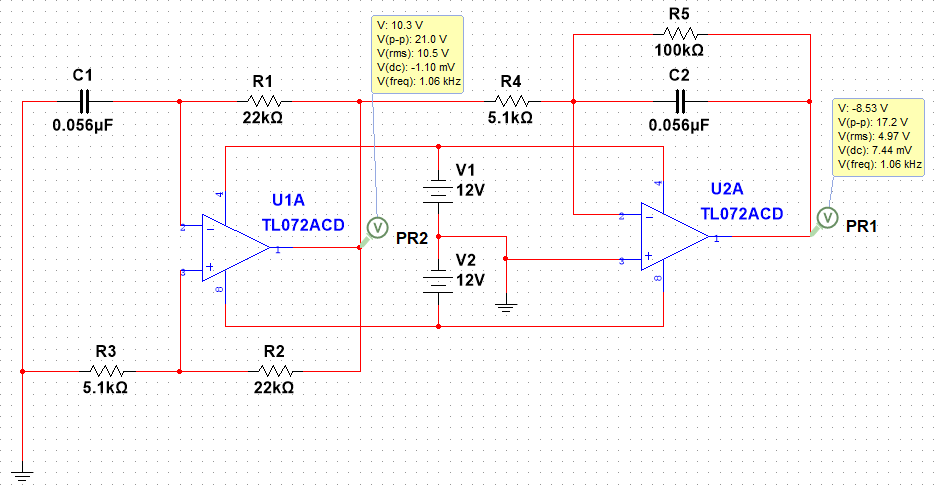 V: 10.3 V
V(p-p): 21.0 V
V(rms): 10.5 V
V(dc): -1.10 mV
V(freq): 1.06 kHz
R5
100kΩ
C1
0.056µF
R1
22kΩ
R4
5.1kΩ
C2
0.056µF
V: -8.53 V
V(p-p): 17.2 V
V(rms): 4.97 V
V(dc): 7.44 mV
V(freq): 1.06 kHz
V1
12V
U1A
TL072ACD
4
2
3
1
8
V
PR2
V2
12V
U2A
TL072ACD
4
2
3
1
8
V
PR1
R3
5.1kΩ
R2
22kΩ